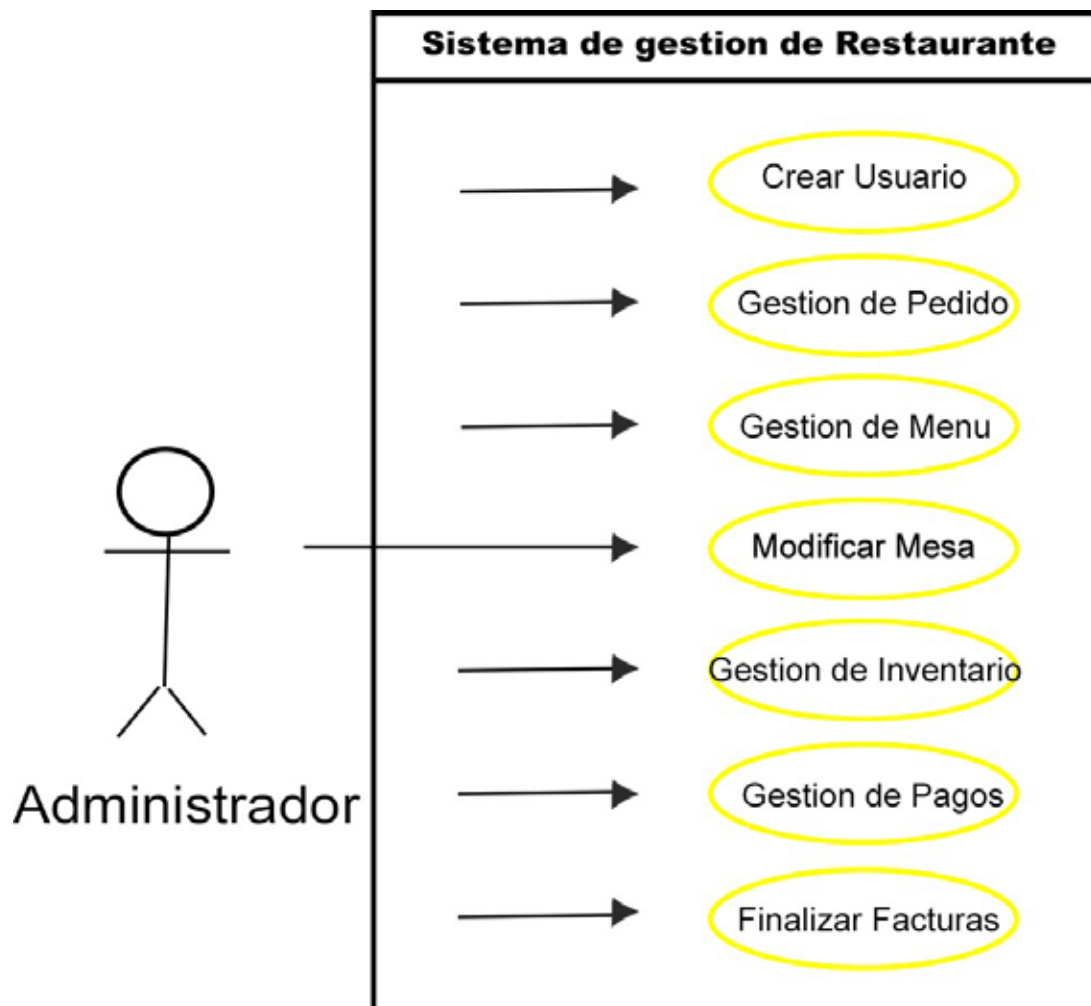 Sistema de gestion de Restaurante
Crear Usuario
Gestion de Pedido
Gestion de Menu
Modificar Mesa
Gestion de Inventario
Gestion de Pagos
Administrador
Finalizar Facturas